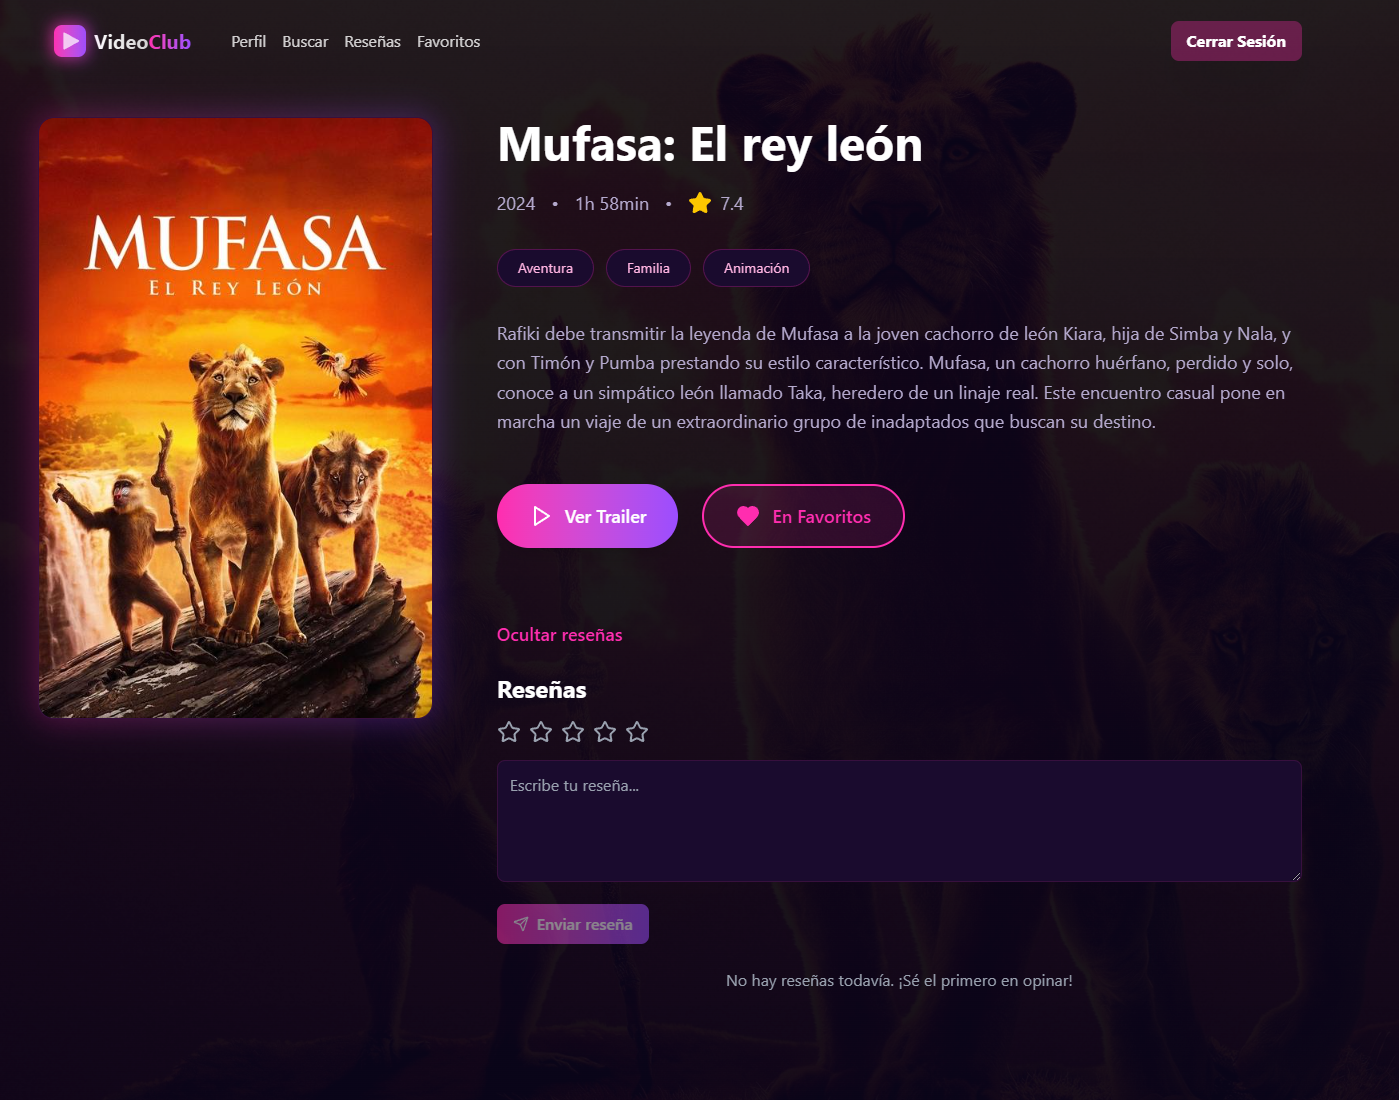 VideoClub
Perfil
Buscar
Reseñas
Favoritos
Cerrar Sesión
MUFASA
EL REY LEÓN
Mufasa: El rey león
2024 • 1h 58min • 7.4
Aventura
Familia
Animación
Rafiki debe transmitir la leyenda de Mufasa a la joven cachorro de león Kiara, hija de Simba y Nala, y
con Timón y Pumba prestando su estilo característico. Mufasa, un cachorro huérfano, perdido y solo,
conoce a un simpático león llamado Taka, heredero de un linaje real. Este encuentro casual pone en
marcha un viaje de un extraordinario grupo de inadaptados que buscan su destino.
Ver Trailer
En Favoritos
Ocultar reseñas
Reseñas
Escribe tu reseña...
Enviar reseña
No hay reseñas todavía. ¡Sé el primero en opinar!